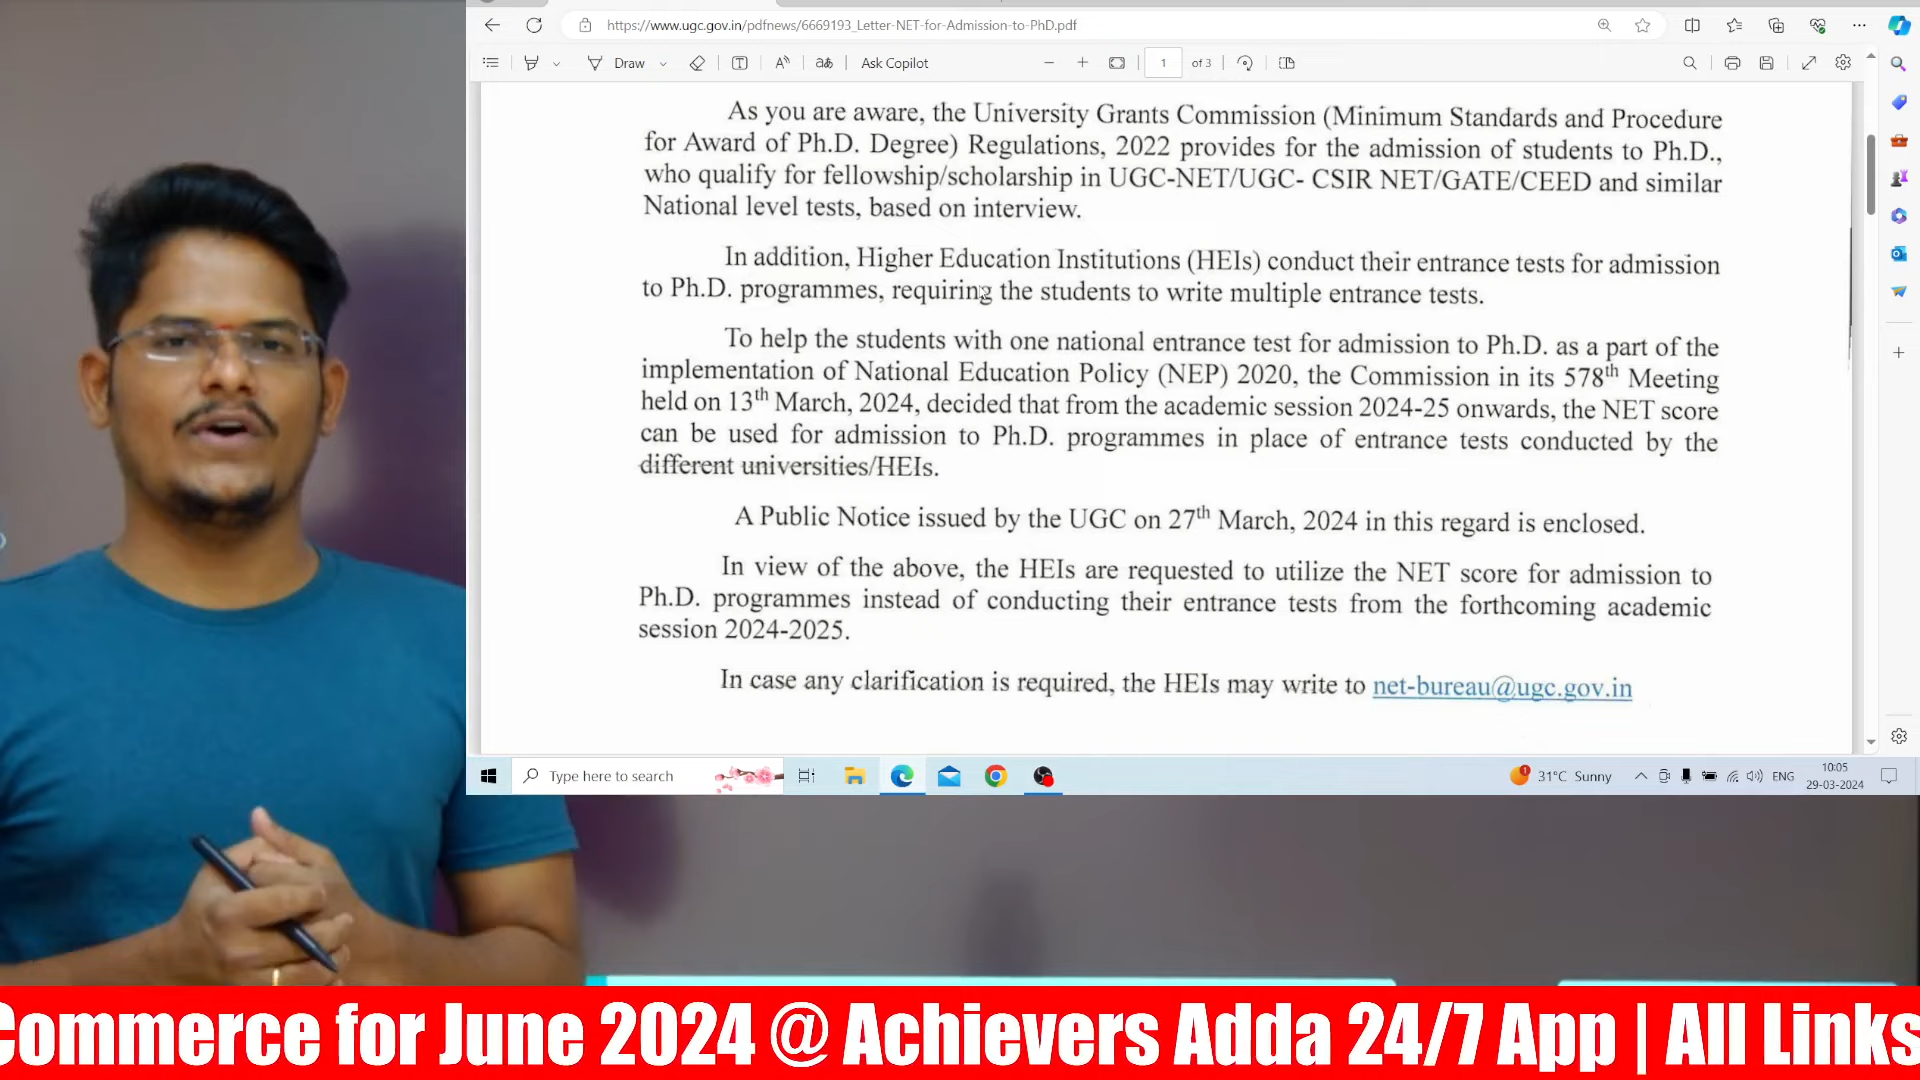 https://www.ugc.gov.in/pdfnews/6669193_Letter-NET-for-Admission-to-PhD.pdf
Draw
Ask Copilot
1 of 3
As you are aware, the University Grants Commission (Minimum Standards and Procedure
for Award of Ph.D. Degree) Regulations, 2022 provides for the admission of students to Ph.D.,
who qualify for fellowship/scholarship in UGC-NET/UGC- CSIR NET/GATE/CEED and similar
National level tests, based on interview.
In addition, Higher Education Institutions (HEIs) conduct their entrance tests for admission
to Ph.D. programmes, requiring the students to write multiple entrance tests.
To help the students with one national entrance test for admission to Ph.D. as a part of the
implementation of National Education Policy (NEP) 2020, the Commission in its 578th Meeting
held on 13th March, 2024, decided that from the academic session 2024-25 onwards, the NET score
can be used for admission to Ph.D. programmes in place of entrance tests conducted by the
different universities/HEIs.
A Public Notice issued by the UGC on 27th March, 2024 in this regard is enclosed.
In view of the above, the HEIs are requested to utilize the NET score for admission to
Ph.D. programmes instead of conducting their entrance tests from the forthcoming academic
session 2024-2025.
In case any clarification is required, the HEIs may write to net-bureau@ugc.gov.in
Type here to search
31°C Sunny
ENG
10:05
29-03-2024
Commerce for June 2024 @ Achievers Adda 24/7 App | All Links